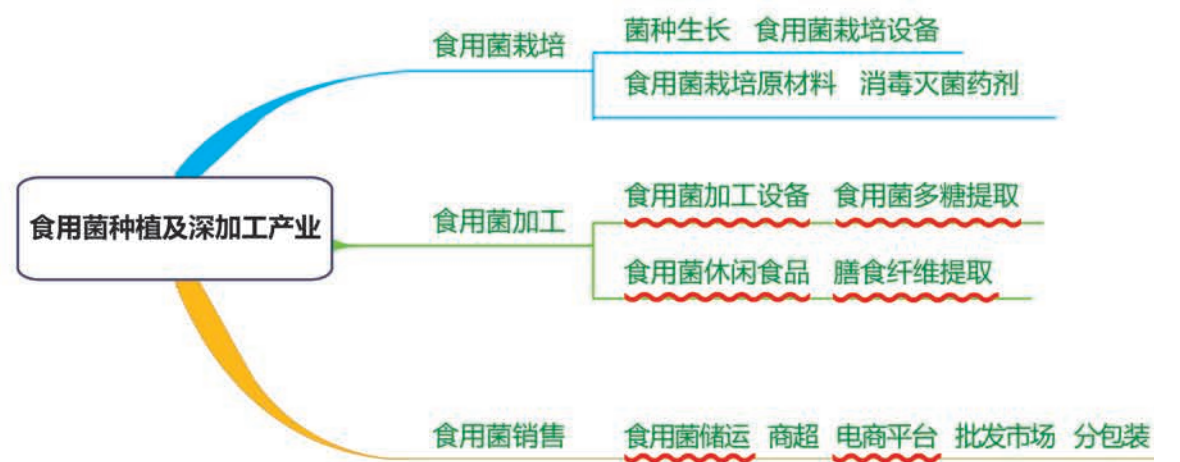 食用菌种植及深加工产业
食用菌栽培
菌种生长 食用菌栽培设备
食用菌栽培原材料 消毒灭菌药剂
食用菌加工
食用菌加工设备 食用菌多糖提取
食用菌休闲食品 膳食纤维提取
食用菌销售
食用菌储运 商超 电商平台 批发市场 分包装